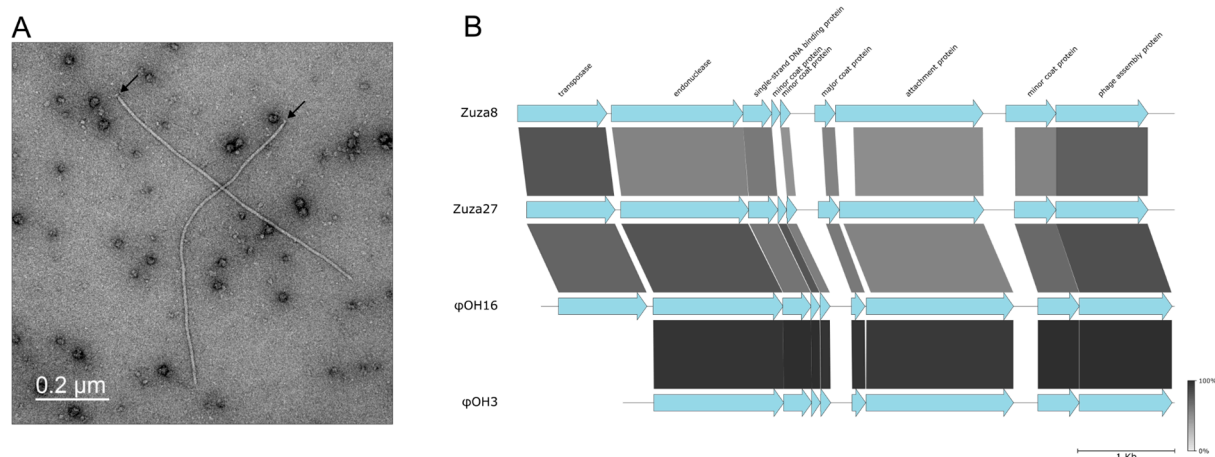 A
0.2 μm
B
transposase
endonuclease
single-strand DNA binding protein
minor coat protein
minor coat protein
major coat protein
attachment protein
minor coat protein
phage assembly protein
Zuza8
Zuza27
φOH16
φOH3
100%
0%
1 Kb